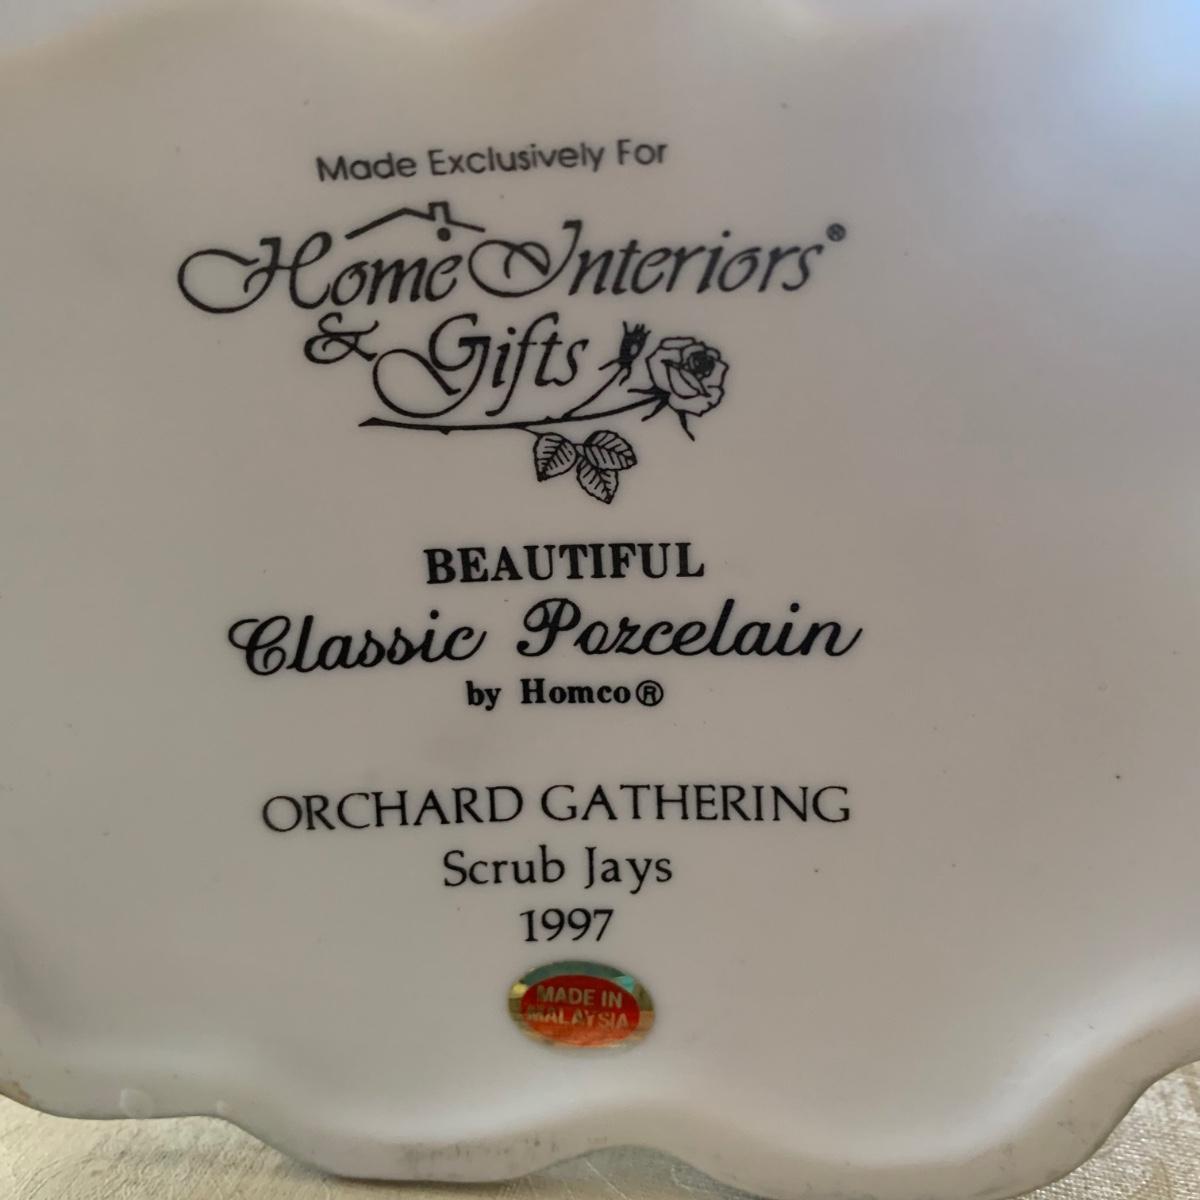 Made Exclusively For
Home Interiors®
& Gifts
BEAUTIFUL
Classic Porcelain
by Homco®
ORCHARD GATHERING
Scrub Jays
1997
MADE IN
MALAYSIA